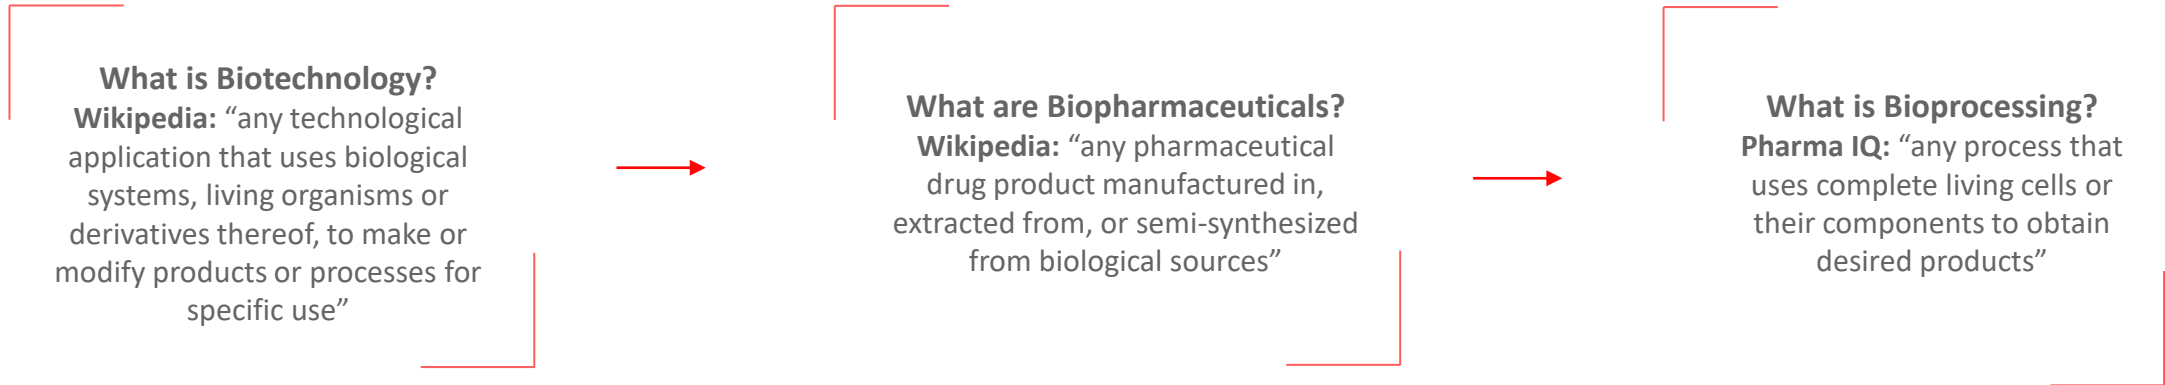 What is Biotechnology?
Wikipedia: “any technological
application that uses biological
systems, living organisms or
derivatives thereof, to make or
modify products or processes for
specific use”
What are Biopharmaceuticals?
Wikipedia: “any pharmaceutical
drug product manufactured in,
extracted from, or semi-synthesized
from biological sources”
What is Bioprocessing?
Pharma IQ: “any process that
uses complete living cells or
their components to obtain
desired products”